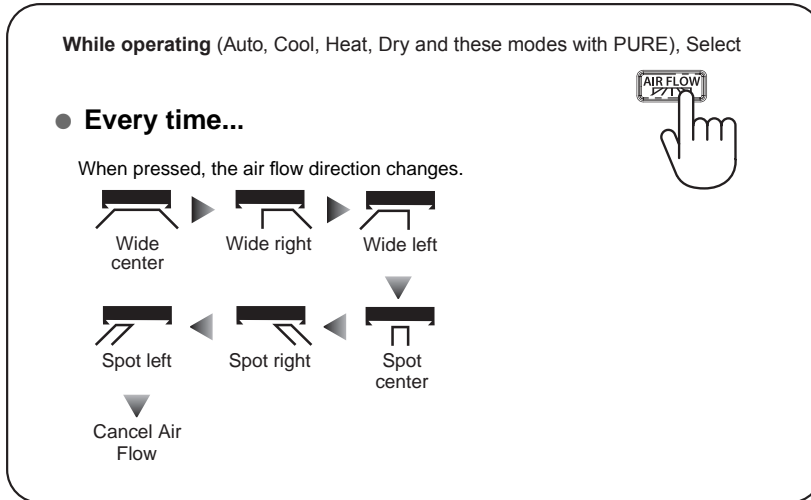 While operating (Auto, Cool, Heat, Dry and these modes with PURE), Select
AIR FLOW
● Every time...
When pressed, the air flow direction changes.
Wide
center
Wide right
Wide left
Spot left
Spot right
Spot
center
Cancel Air
Flow